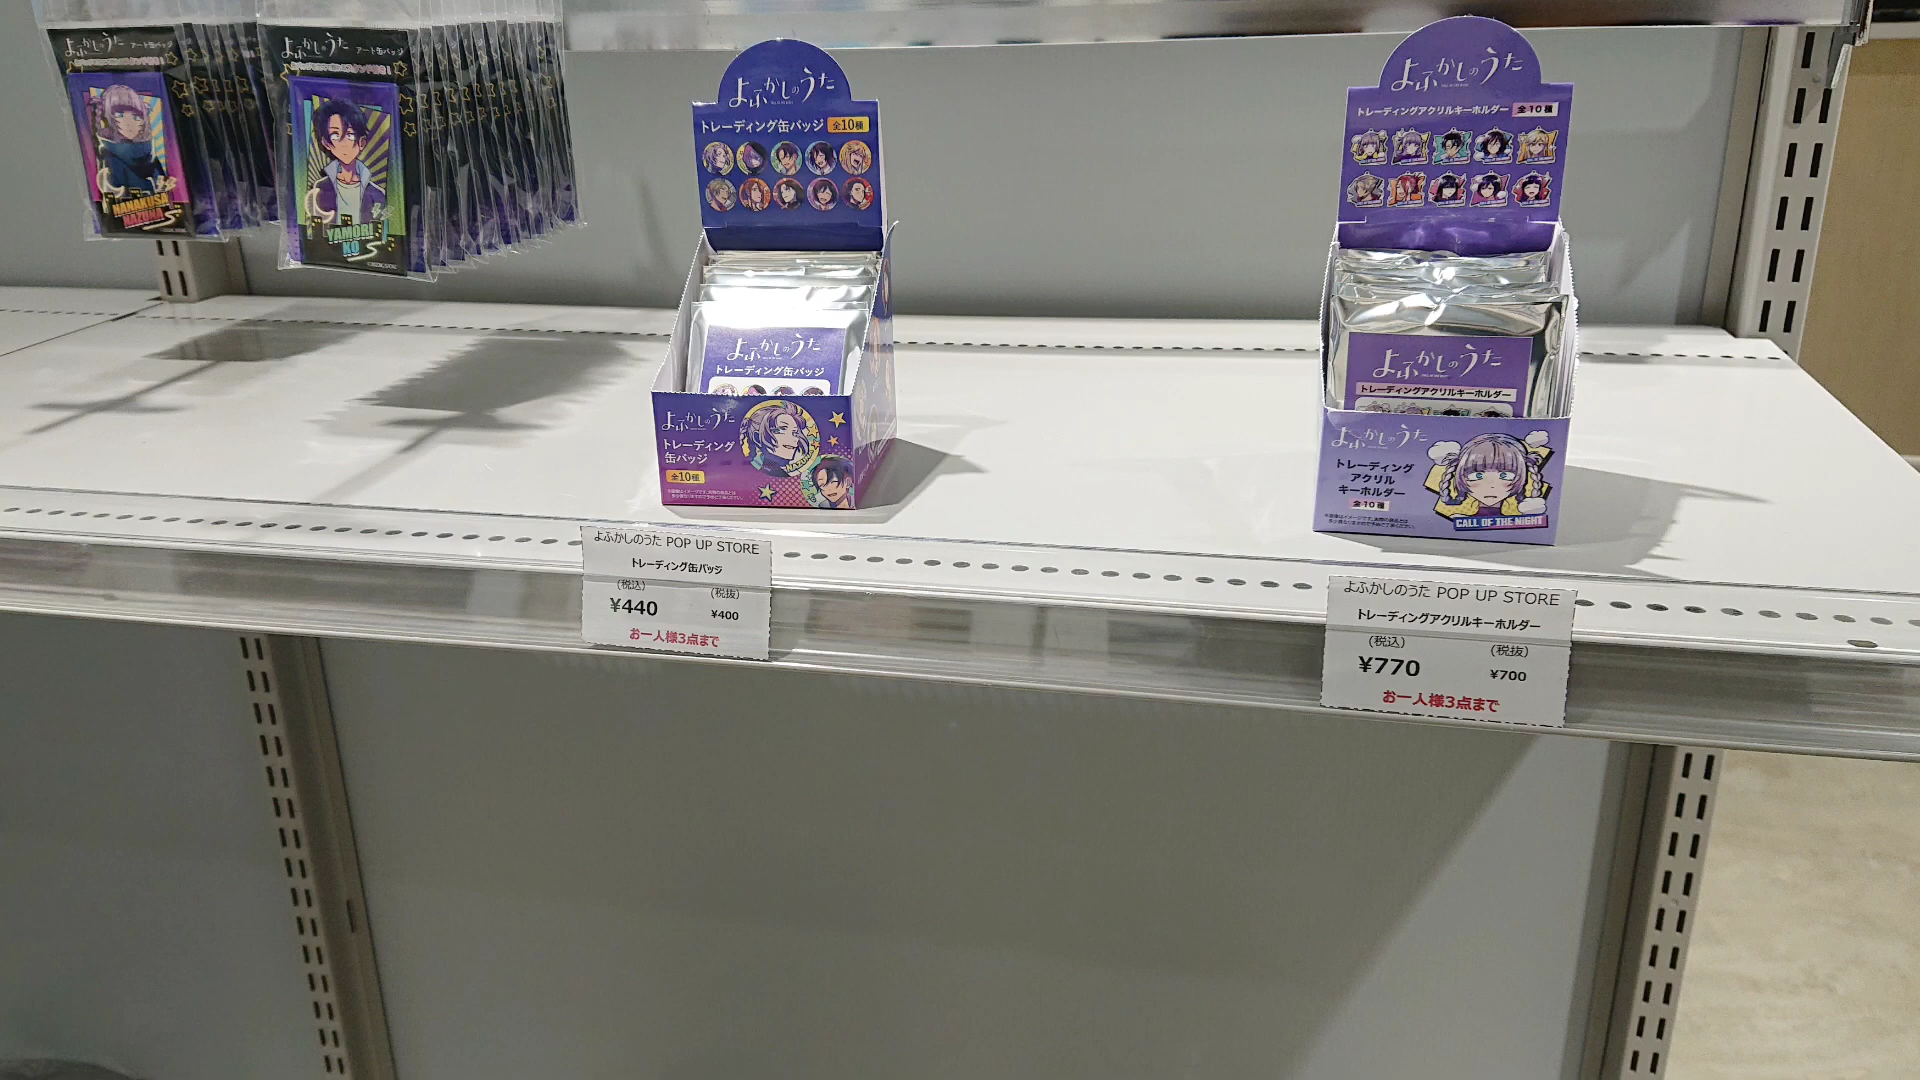 よふかしのうた アート缶バッジ
NANAKUSA
NAZUNA
よふかしのうた アート缶バッジ
YAMORI
KO
よふかしのうた
トレーディング缶バッジ 全10種
よふかしのうた
トレーディング缶バッジ
よふかしのうた
トレーディング
缶バッジ
全10種
NAZUNA
よふかしのうた
トレーディングアクリルキーホルダー 全10種
よふかしのうた
トレーディングアクリルキーホルダー
よふかしのうた
トレーディング
アクリル
キーホルダー
全10種
CALL OF THE NIGHT
よふかしのうた POP UP STORE
トレーディング缶バッジ
(税込) (税抜)
¥440 ¥400
お一人様3点まで
よふかしのうた POP UP STORE
トレーディングアクリルキーホルダー
(税込) (税抜)
¥770 ¥700
お一人様3点まで